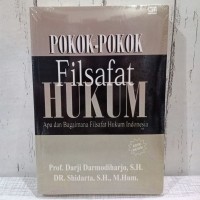 POKOK-POKOK
Filsafat
HUKUM
Apa dan Bagaimana Filsafat Hukum Indonesia
Prof. Darji Darmodiharjo, S.H.
DR. Shidarta, S.H., M.Hum.